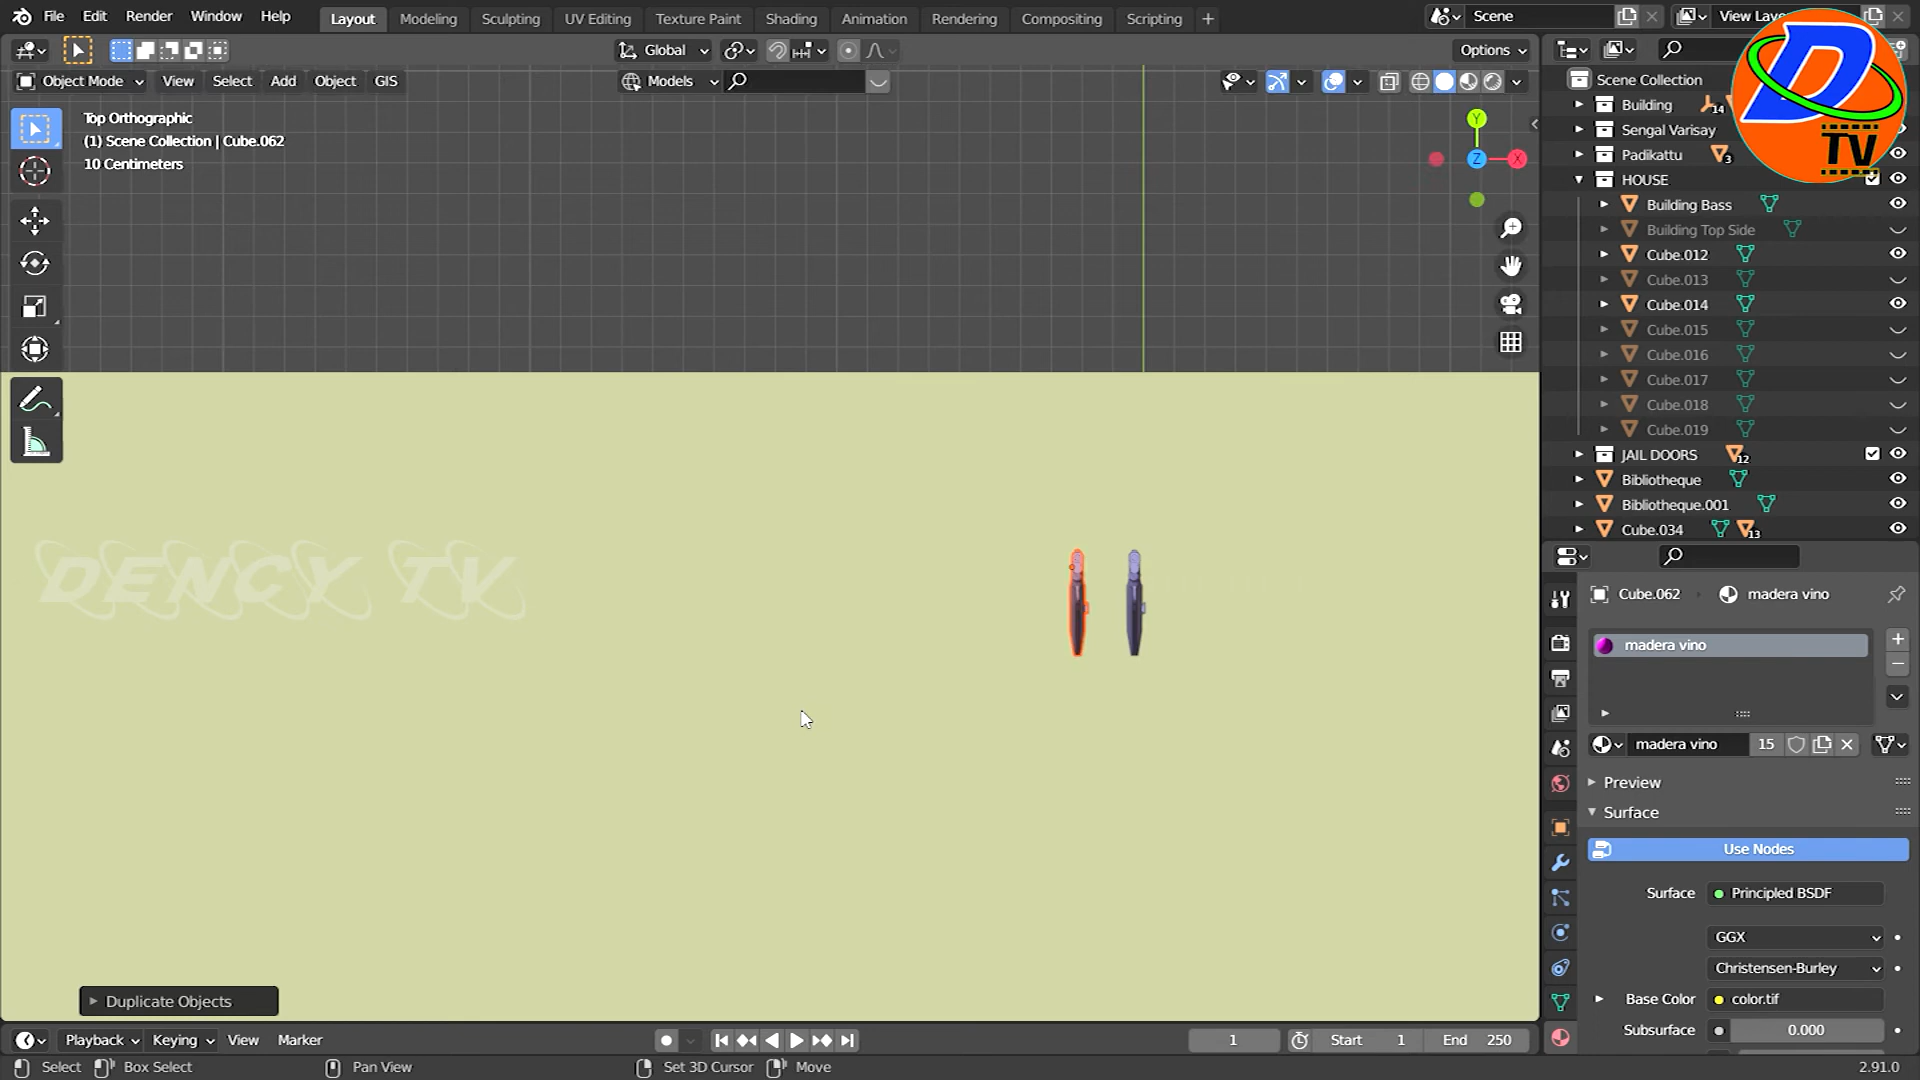 File Edit Render Window Help Layout Modeling Sculpting UV Editing Texture Paint Shading Animation Rendering Compositing Scripting + Scene View Laye
Global Options
Object Mode View Select Add Object GIS Models
Top Orthographic
(1) Scene Collection | Cube.062
10 Centimeters
Y
Z X
Scene Collection
Building 14
Sengal Varisay
Padikattu 3
HOUSE
Building Bass
Building Top Side
Cube.012
Cube.013
Cube.014
Cube.015
Cube.016
Cube.017
Cube.018
Cube.019
JAIL DOORS 12
Bibliotheque
Bibliotheque.001
Cube.034 13
D
TV
DENCY TV
Cube.062 madera vino
madera vino
madera vino 15
Preview
Surface
Use Nodes
Surface Principled BSDF
GGX
Christensen-Burley
Base Color color.tif
Subsurface 0.000
Duplicate Objects
Playback Keying View Marker 1 Start 1 End 250
Select Box Select Pan View Set 3D Cursor Move 2.91.0